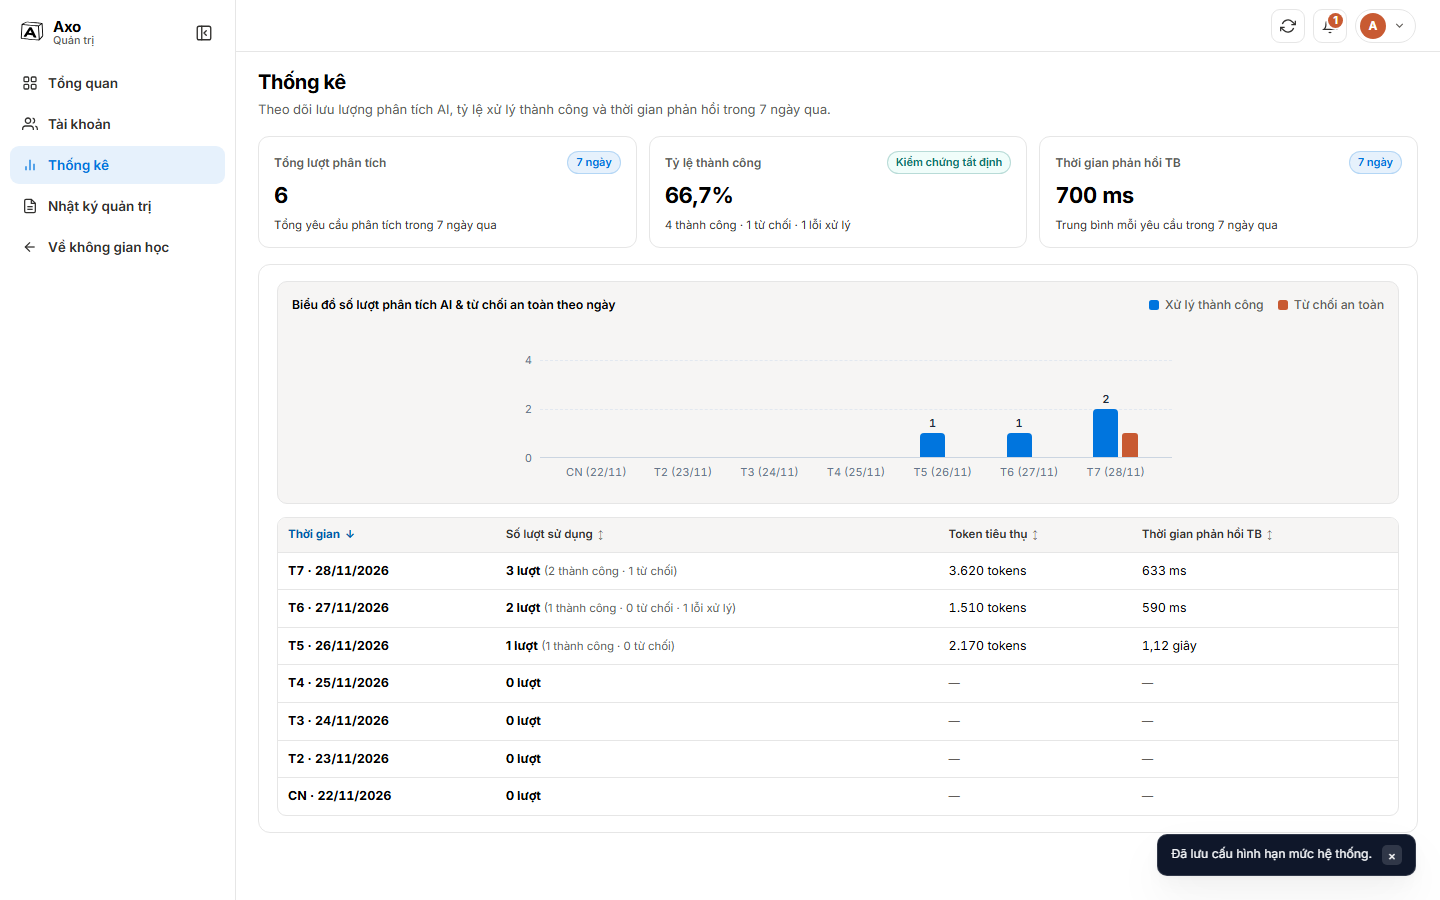 Axo
Quản trị
1
A
Tổng quan
Tài khoản
Thống kê
Nhật ký quản trị
Về không gian học
Thống kê
Theo dõi lưu lượng phân tích AI, tỷ lệ xử lý thành công và thời gian phản hồi trong 7 ngày qua.
Tổng lượt phân tích
7 ngày
6
Tổng yêu cầu phân tích trong 7 ngày qua
Tỷ lệ thành công
Kiểm chứng tất định
66,7%
4 thành công · 1 từ chối · 1 lỗi xử lý
Thời gian phản hồi TB
7 ngày
700 ms
Trung bình mỗi yêu cầu trong 7 ngày qua
Biểu đồ số lượt phân tích AI & từ chối an toàn theo ngày
Xử lý thành công
Từ chối an toàn
4
2
0
1
1
2
CN (22/11)
T2 (23/11)
T3 (24/11)
T4 (25/11)
T5 (26/11)
T6 (27/11)
T7 (28/11)
Thời gian ↓ Số lượt sử dụng ↕ Token tiêu thụ ↕ Thời gian phản hồi TB ↕
T7 · 28/11/2026 3 lượt (2 thành công · 1 từ chối) 3.620 tokens 633 ms
T6 · 27/11/2026 2 lượt (1 thành công · 0 từ chối · 1 lỗi xử lý) 1.510 tokens 590 ms
T5 · 26/11/2026 1 lượt (1 thành công · 0 từ chối) 2.170 tokens 1,12 giây
T4 · 25/11/2026 0 lượt — —
T3 · 24/11/2026 0 lượt — —
T2 · 23/11/2026 0 lượt — —
CN · 22/11/2026 0 lượt — —
Đã lưu cấu hình hạn mức hệ thống. ×